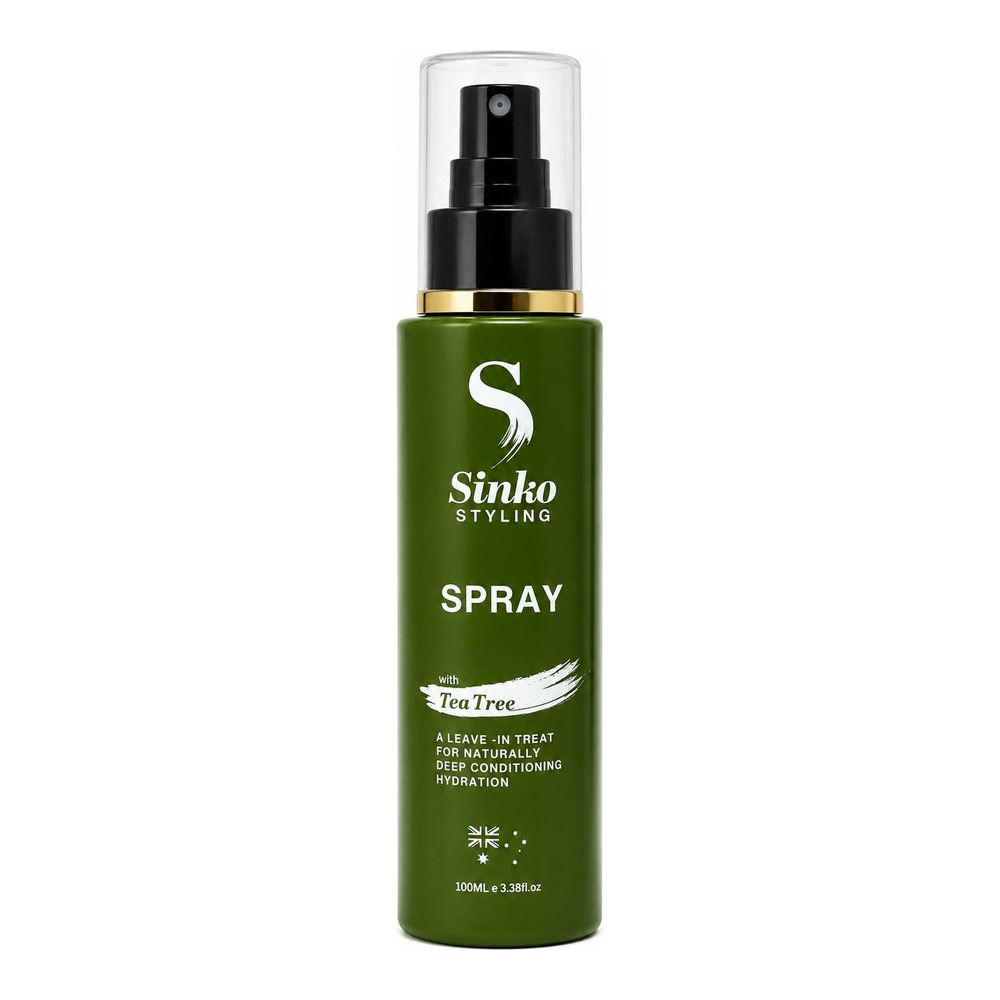 S
Sinko
STYLING
SPRAY
with
Tea Tree
A LEAVE -IN TREAT
FOR NATURALLY
DEEP CONDITIONING
HYDRATION
100ML e 3.38fl.oz